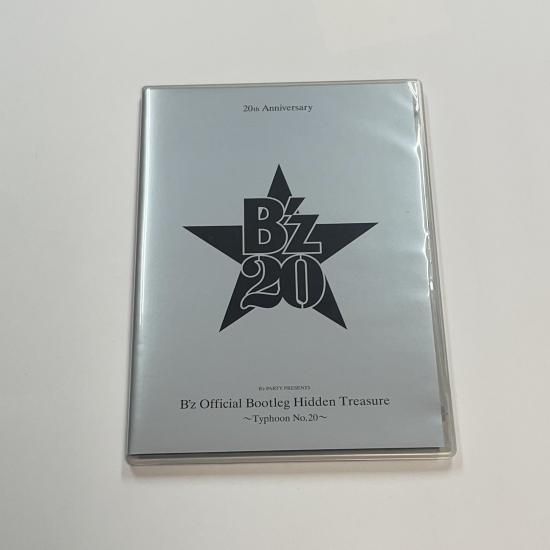 20th Anniversary
B'z
20
B'z PARTY PRESENTS
B'z Official Bootleg Hidden Treasure
〜Typhoon No.20〜